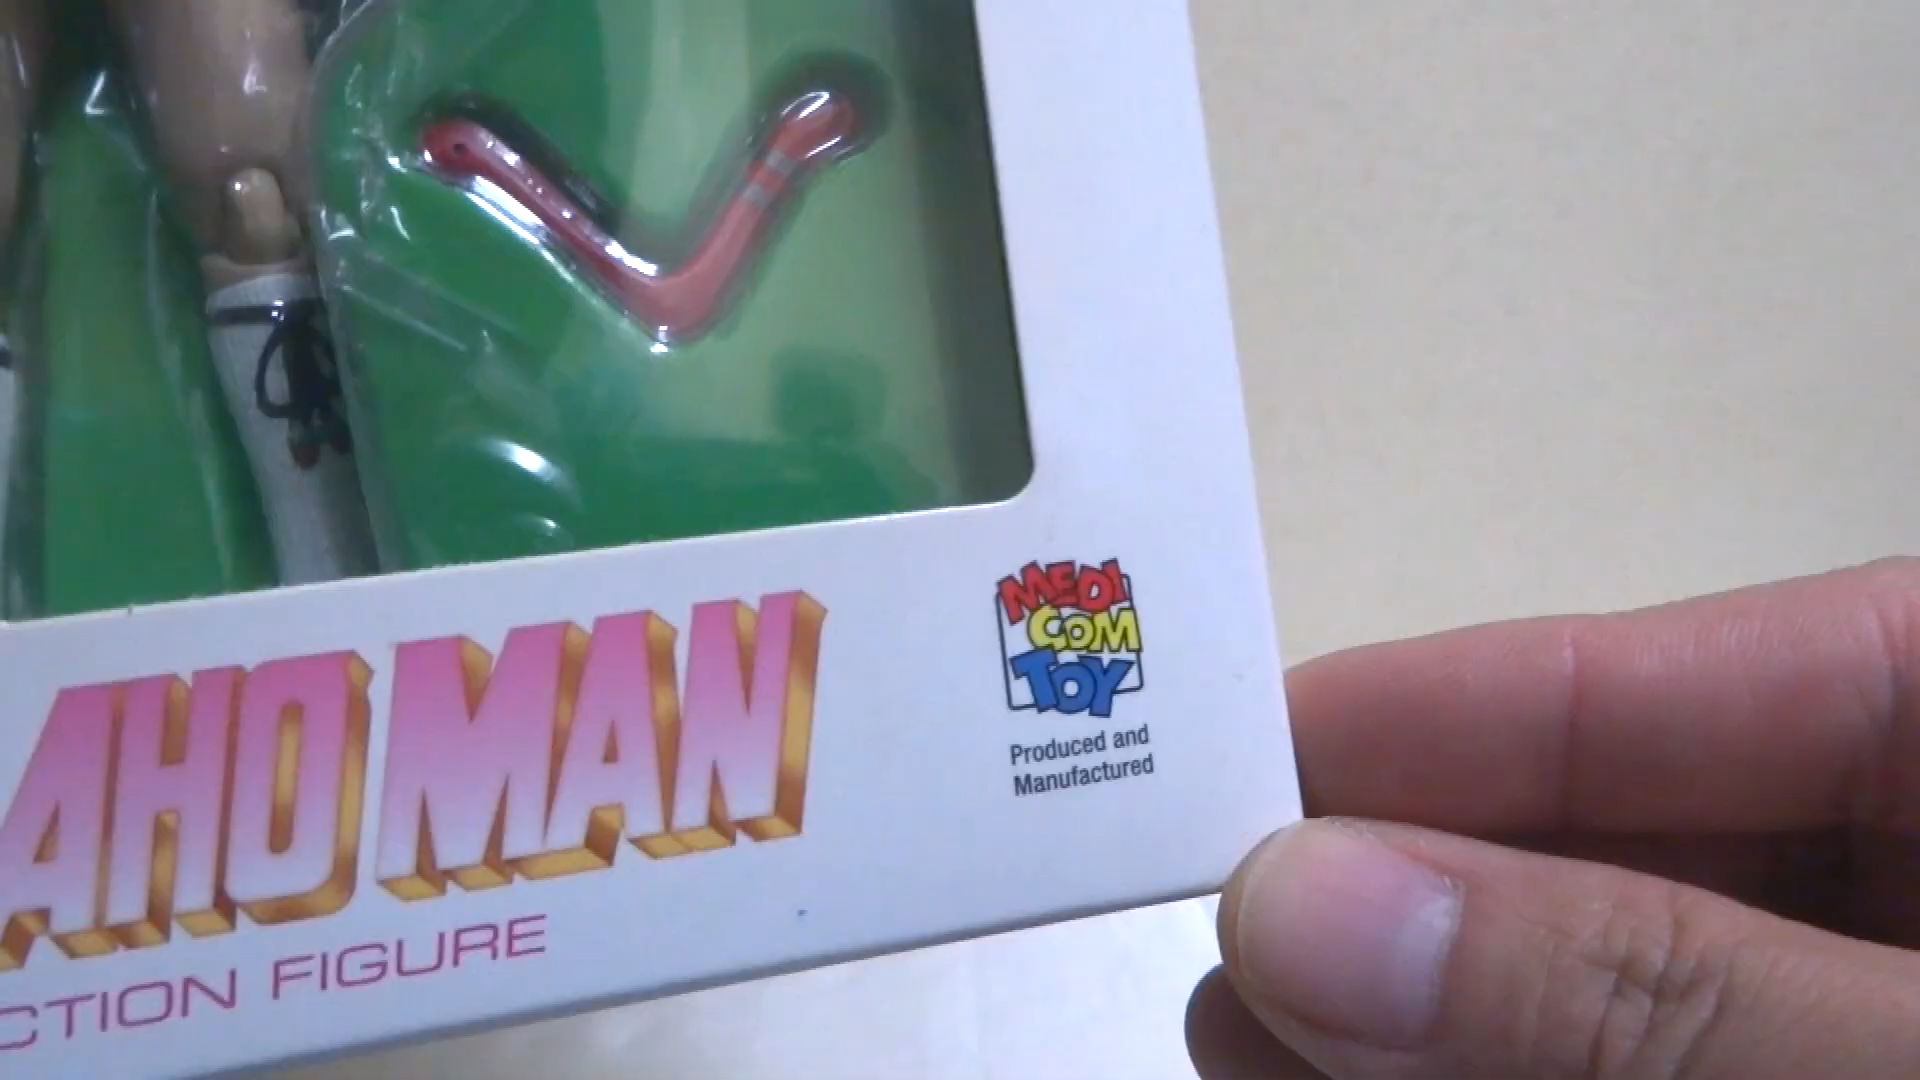 AHO MAN
CTION FIGURE
MEDI
COM
TOY
Produced and
Manufactured